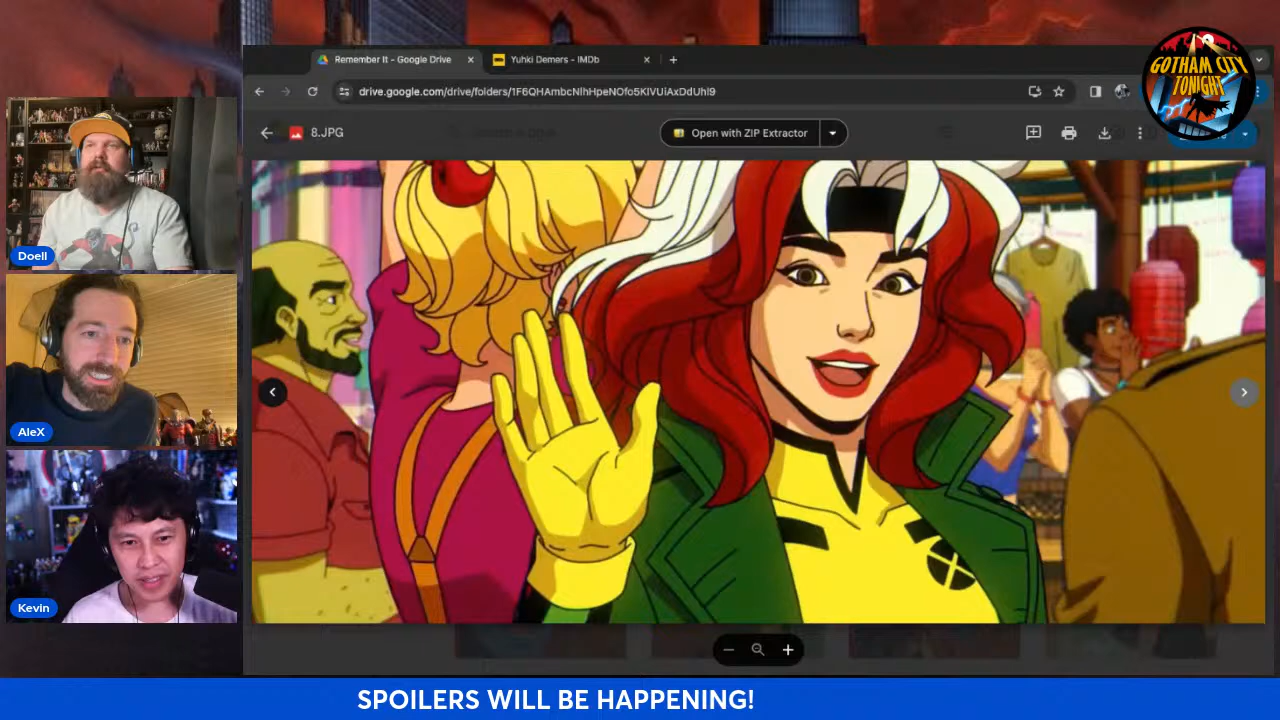 Remember It - Google Drive
Yuhki Demers - IMDb
drive.google.com/drive/folders/1F6QHAmbcNlhHpeNOfo5KIVUiAxDdUhl9
GOTHAM CITY
TONIGHT
8.JPG
Open with ZIP Extractor
Doell
AleX
Kevin
SPOILERS WILL BE HAPPENING!